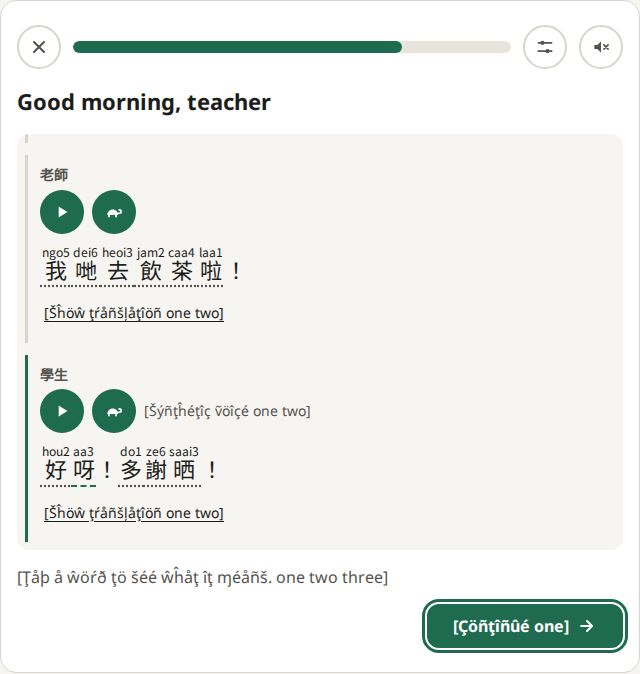 Good morning, teacher
老師
ngo5 dei6 heoi3 jam2 caa4 laa1
我哋去飲茶啦！
[Šĥöŵ ţŕåñšļåţîöñ one two]
學生
[Šýñţĥéţîç ṽöîçé one two]
hou2 aa3 do1 ze6 saai3
好呀！多謝晒！
[Šĥöŵ ţŕåñšļåţîöñ one two]
[Ţåþ å ŵöŕð ţö šéé ŵĥåţ îţ ɱéåñš. one two three]
[Çöñţîñûé one]